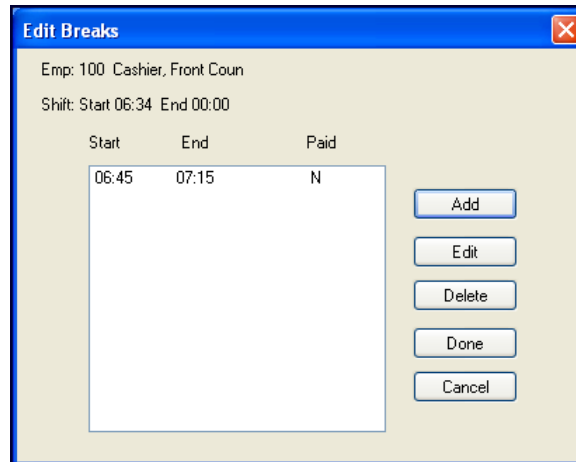 Edit Breaks
Emp: 100 Cashier, Front Coun
Shift: Start 06:34 End 00:00
Start End Paid
06:45 07:15 N
Add
Edit
Delete
Done
Cancel